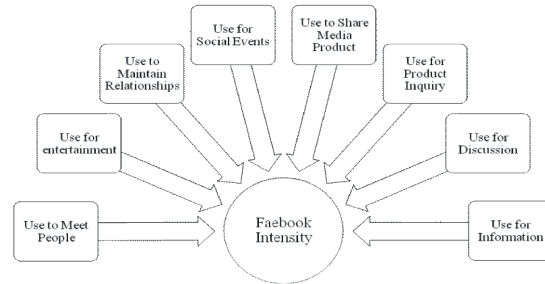 Use to Meet
People
Use for
entertainment
Use to
Maintain
Relationships
Use for
Social Events
Use to Share
Media
Product
Use for
Product
Inquiry
Use for
Discussion
Use for
Information
Faebook
Intensity